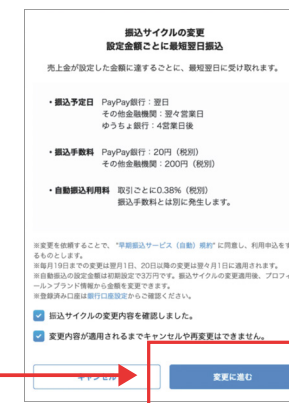 振込サイクルの変更
設定金額ごとに最短翌日振込
売上金が設定した金額に達するごとに、最短翌日に受け取れます。
・振込予定日 PayPay銀行：翌日
その他金融機関：翌々営業日
ゆうちょ銀行：4営業日後
・振込手数料 PayPay銀行：20円（税別）
その他金融機関：200円（税別）
・自動振込利用料 取引ごとに0.38%（税別）
振込手数料とは別に発生します。
※変更を依頼することで、“早期振込サービス（自動）規約” に同意し、利用申込をす
るものとします。
※毎月19日までの変更は翌月1日、20日以降の変更は翌々月1日に適用されます。
※自動振込の設定金額は初期設定で3万円です。振込サイクルの変更適用後、プロフィ
ール＞ブランド情報から金額を変更できます。
※登録済み口座は銀行口座設定からご確認ください。
振込サイクルの変更内容を確認しました。
変更内容が適用されるまでキャンセルや再変更はできません。
キャンセル
変更に進む